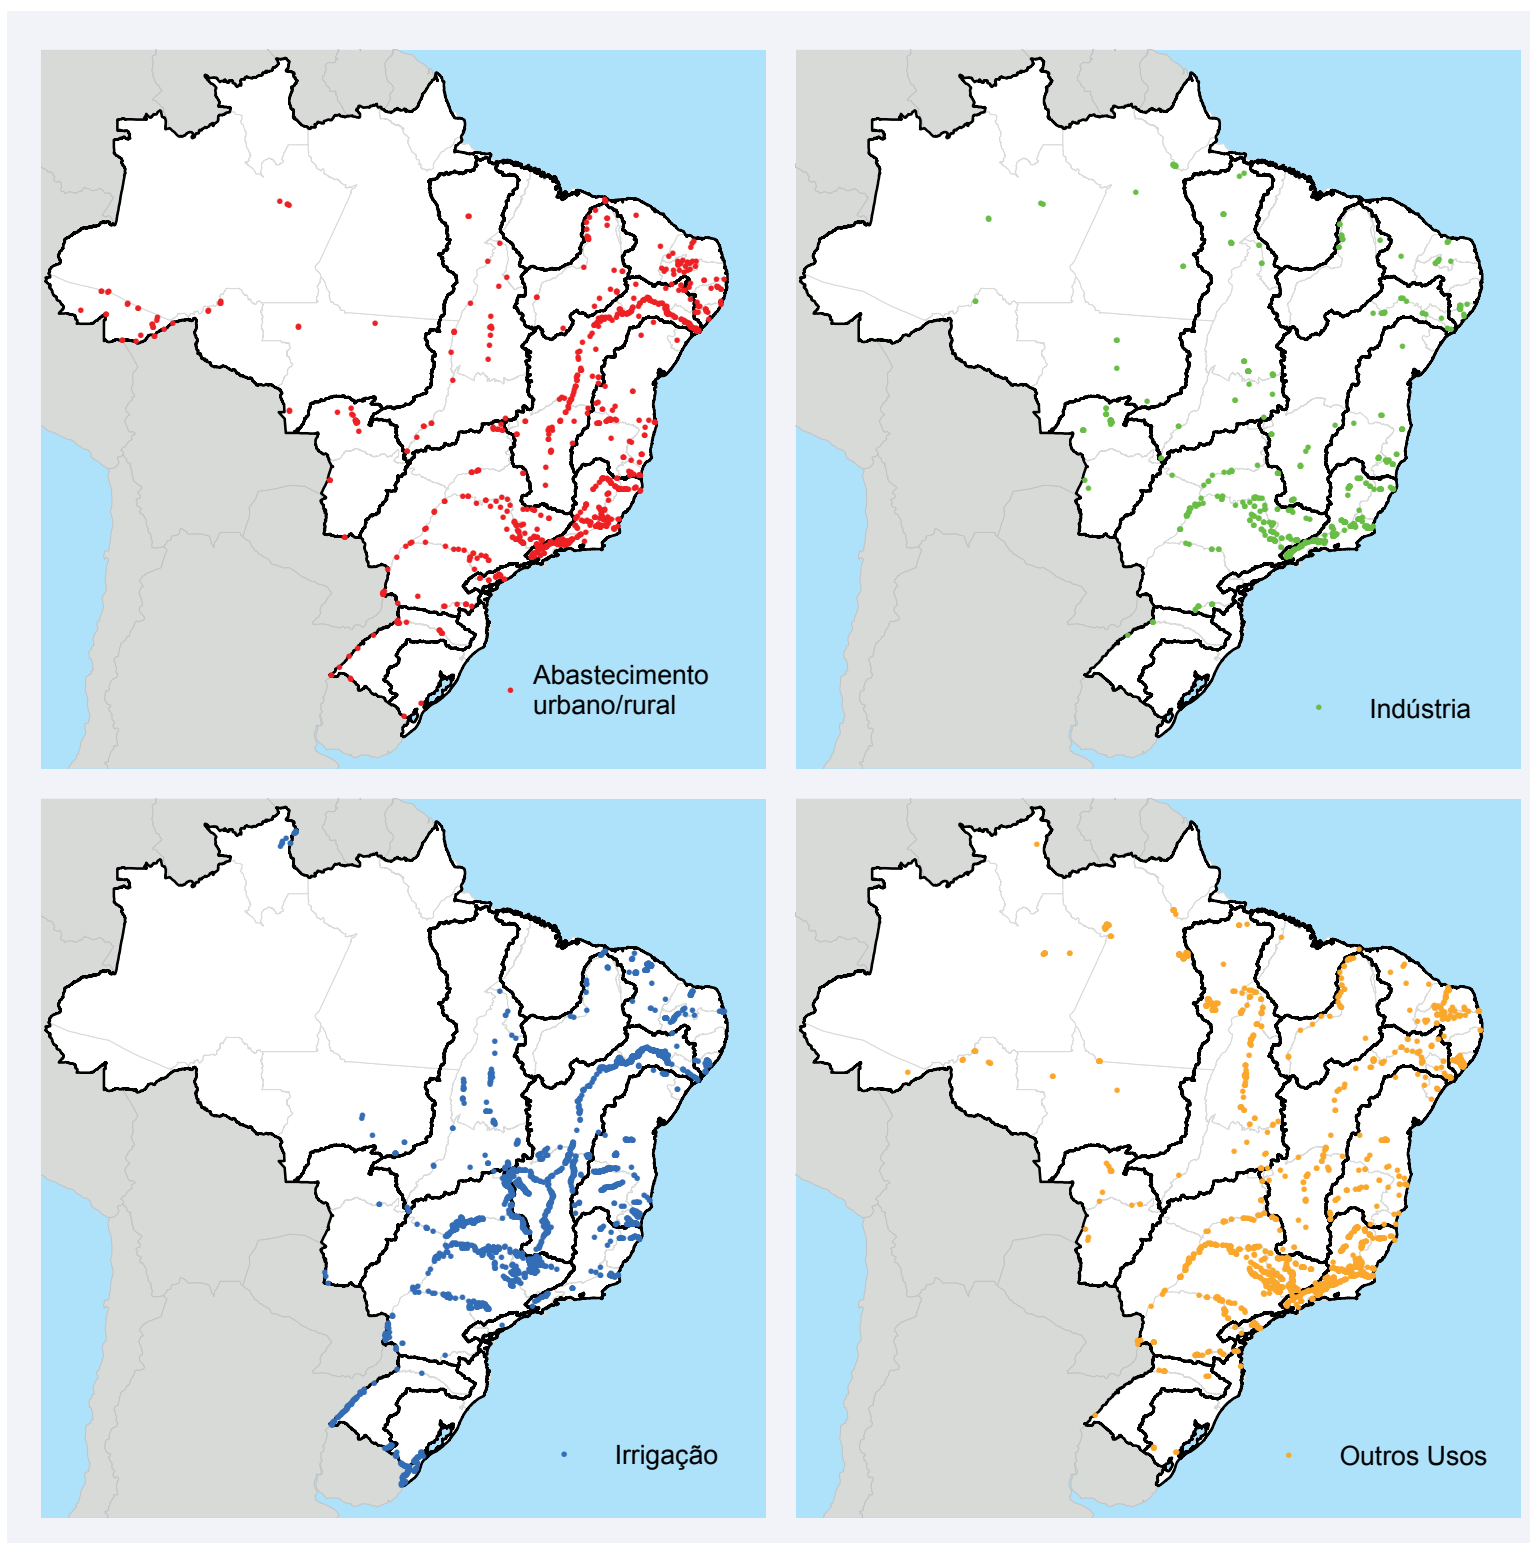 Abastecimento
urbano/rural
Indústria
Irrigação
Outros Usos